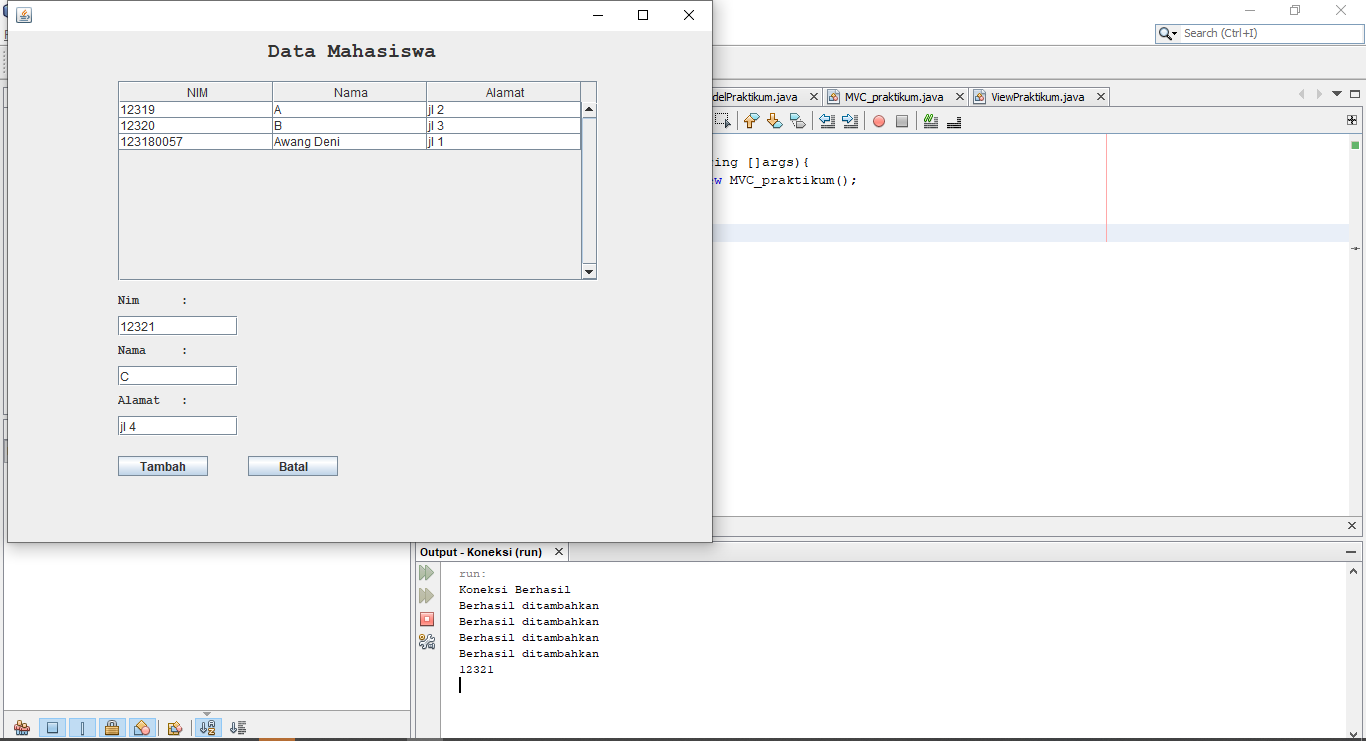 Data Mahasiswa
NIM Nama Alamat
12319 A jl 2
12320 B jl 3
123180057 Awang Deni jl 1
Nim :
12321
Nama :
C
Alamat :
jl 4
Tambah Batal
Search (Ctrl+I)
delPraktikum.java MVC_praktikum.java ViewPraktikum.java
ring []args){
w MVC_praktikum();
Output - Koneksi (run)
run:
Koneksi Berhasil
Berhasil ditambahkan
Berhasil ditambahkan
Berhasil ditambahkan
Berhasil ditambahkan
12321